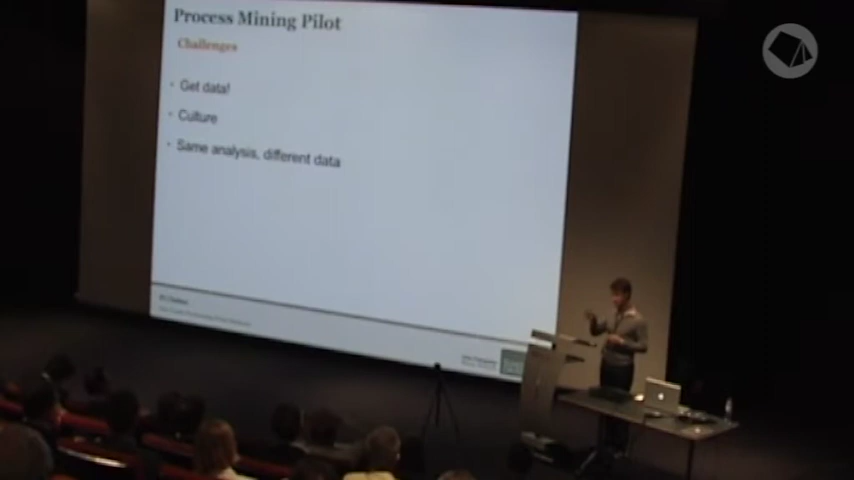 Process Mining Pilot
Challenges
• Get data!
• Culture
• Same analysis, different data